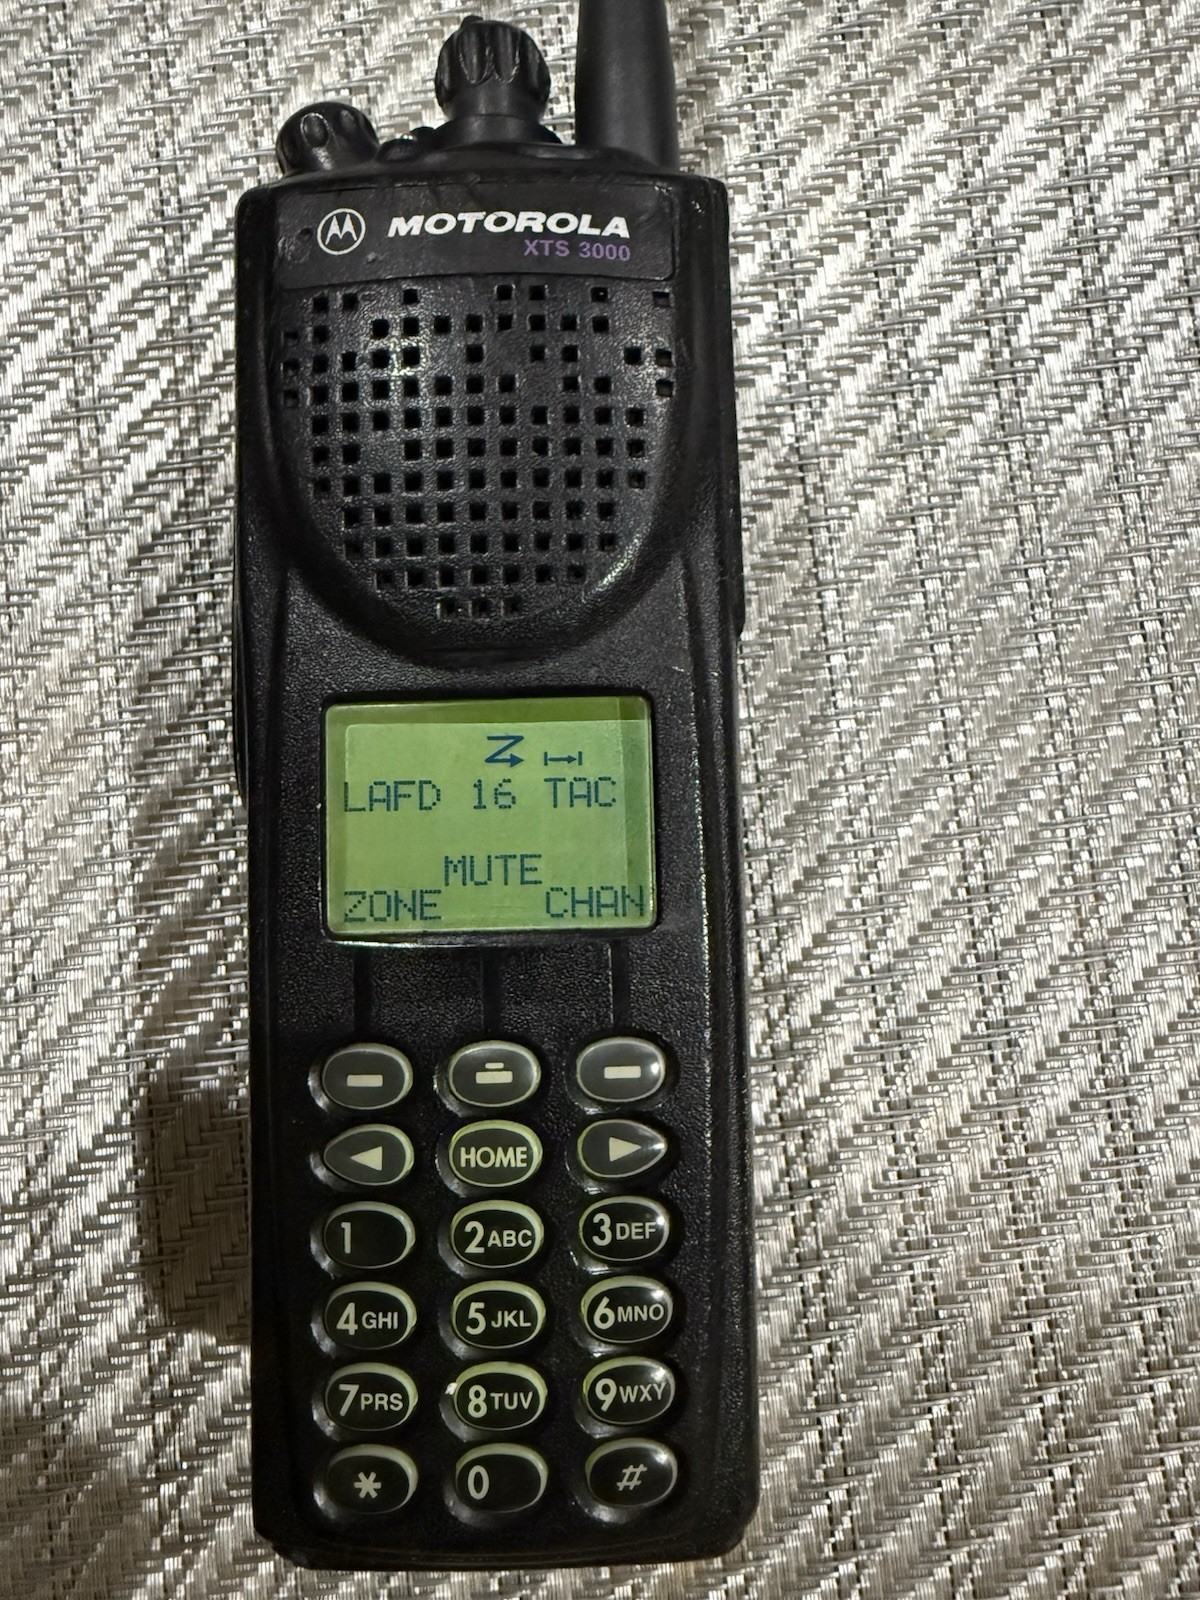 MOTOROLA
XTS 3000
LAFD 16 TAC
MUTE
ZONE CHAN
HOME
1 2ABC 3DEF
4GHI 5JKL 6MNO
7PRS 8TUV 9WXY
* 0 #